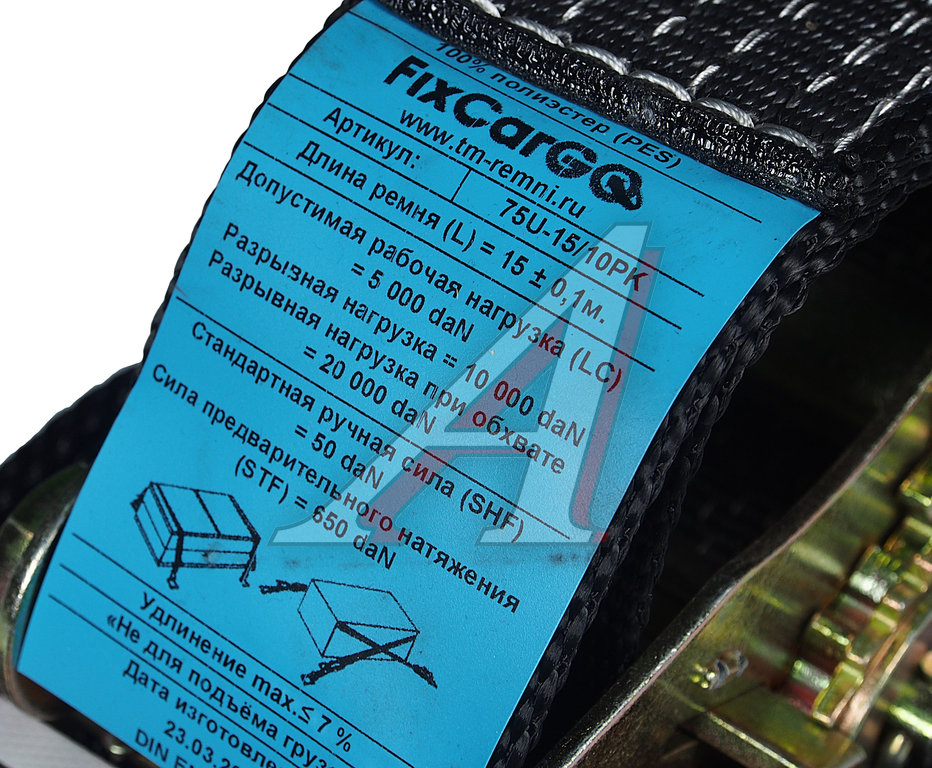 100% полиэстер (PES)
FixCarGO
www.tm-remni.ru
Артикул: 75U-15/10РК
Длина ремня (L) = 15 ± 0,1м.
Допустимая рабочая нагрузка (LC)
= 5 000 daN
Разрывная нагрузка = 10 000 daN
Разрывная нагрузка при обхвате
= 20 000 daN
Стандартная ручная сила (SHF)
= 50 daN
Сила предварительного натяжения
(STF) = 650 daN
Удлинение max.≤ 7 %
«Не для подъёма
Дата
23.03.
DIN